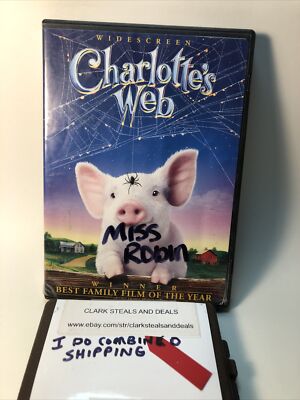 WIDESCREEN
Charlotte's
Web
MISS
ROBIN
WINNER
BEST FAMILY FILM OF THE YEAR
CLARK STEALS AND DEALS
www.ebay.com/str/clarkstealsanddeals
I DO COMBINED
SHIPPING